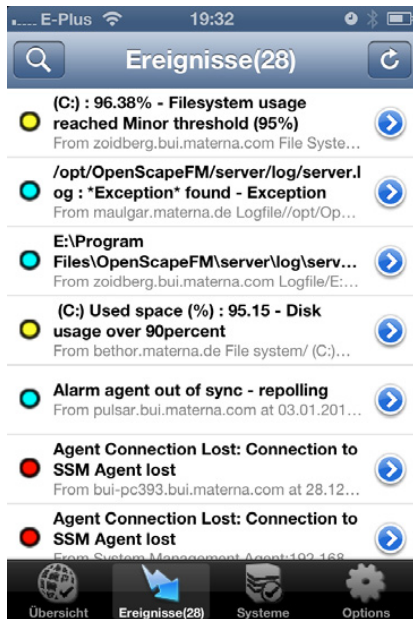 E-Plus 19:32
Ereignisse(28)
(C:) : 96.38% - Filesystem usage
reached Minor threshold (95%)
From zoidberg.bui.materna.com File Syste...
/opt/OpenScapeFM/server/log/server.l
og : *Exception* found - Exception
From maulgar.materna.de Logfile//opt/Op...
E:\Program
Files\OpenScapeFM\server\log\serv...
From zoidberg.bui.materna.com Logfile/E:...
(C:) Used space (%) : 95.15 - Disk
usage over 90percent
From bethor.materna.de File system/ (C:)...
Alarm agent out of sync - repolling
From pulsar.bui.materna.com at 03.01.201...
Agent Connection Lost: Connection to
SSM Agent lost
From bui-pc393.bui.materna.com at 28.12...
Agent Connection Lost: Connection to
SSM Agent lost
From System Management Agent:192.168
Übersicht Ereignisse(28) Systeme Options